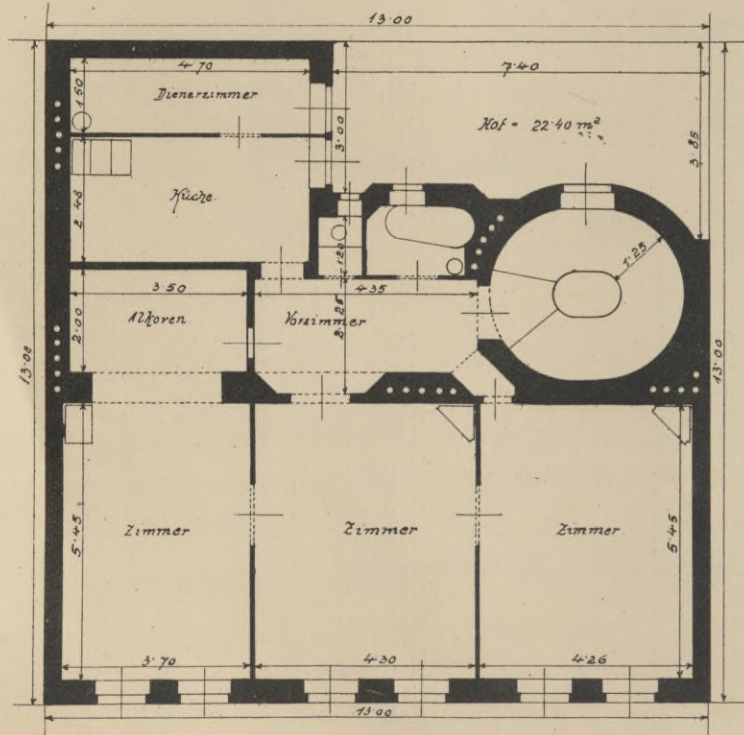 13·00
4·70
7·40
1·50
Dienerzimmer
3·00
Hof = 22·40 m²
3·85
Küche
2·48
1·20
1·25
3·50
4·35
Alkoven
Vorzimmer
2·00
2·25
13·00
13·00
Zimmer
Zimmer
Zimmer
5·45
5·45
3·70
4·30
4·26
13·00